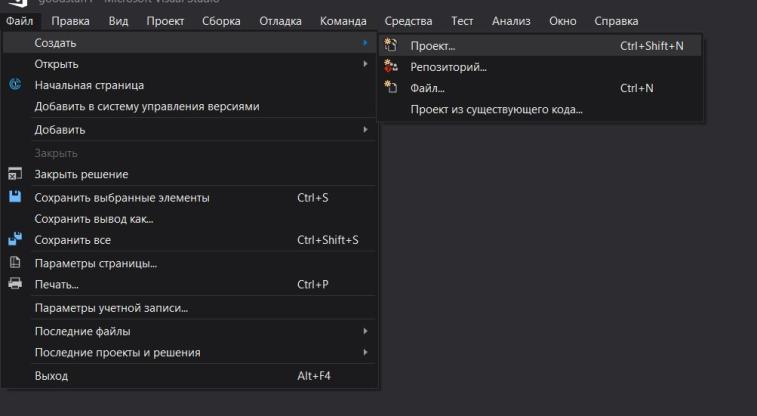 Microsoft Visual Studio
Файл Правка Вид Проект Сборка Отладка Команда Средства Тест Анализ Окно Справка
Создать
Проект... Ctrl+Shift+N
Открыть
Репозиторий...
Начальная страница
Файл... Ctrl+N
Добавить в систему управления версиями
Проект из существующего кода...
Добавить
Закрыть
Закрыть решение
Сохранить выбранные элементы Ctrl+S
Сохранить вывод как...
Сохранить все Ctrl+Shift+S
Параметры страницы...
Печать... Ctrl+P
Параметры учетной записи...
Последние файлы
Последние проекты и решения
Выход Alt+F4